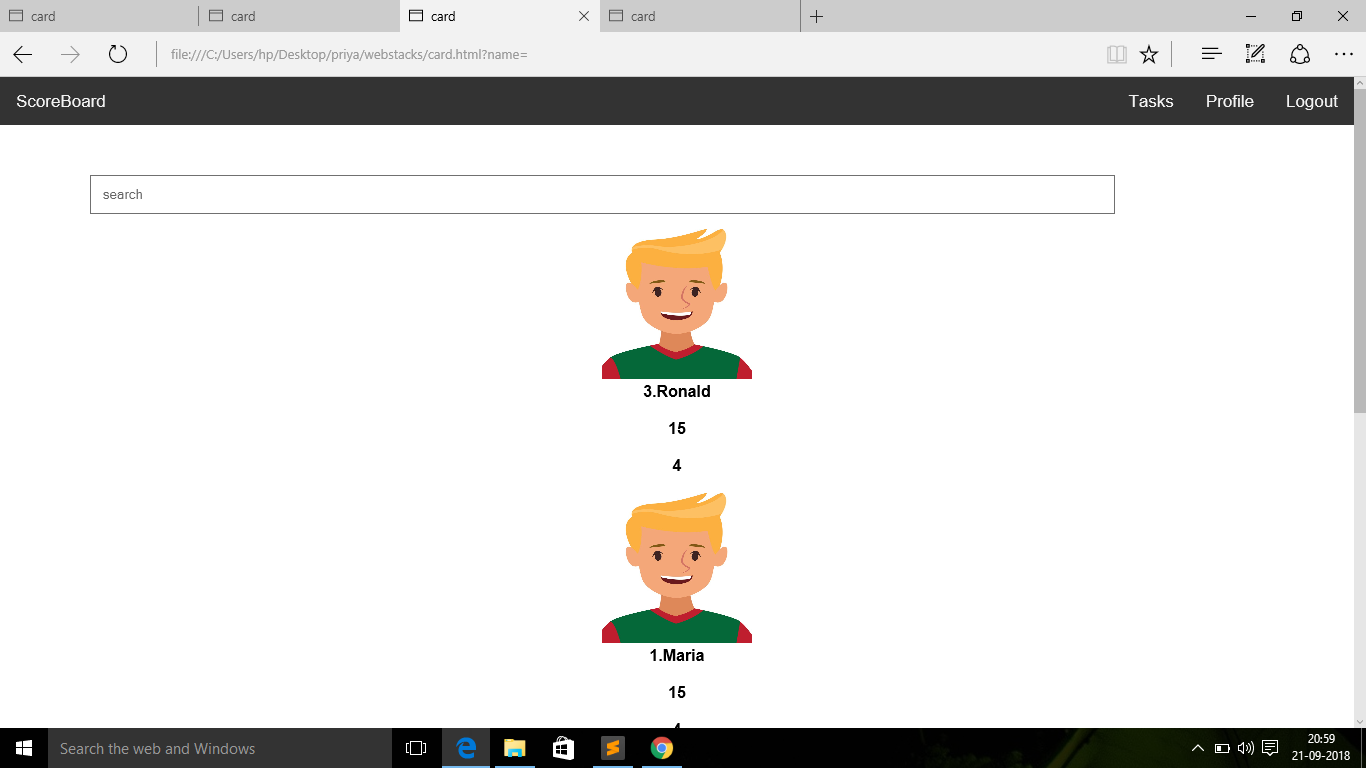 card
card
card
card
file:///C:/Users/hp/Desktop/priya/webstacks/card.html?name=
ScoreBoard Tasks Profile Logout
search
3.Ronald
15
4
1.Maria
15
Search the web and Windows
20:59
21-09-2018